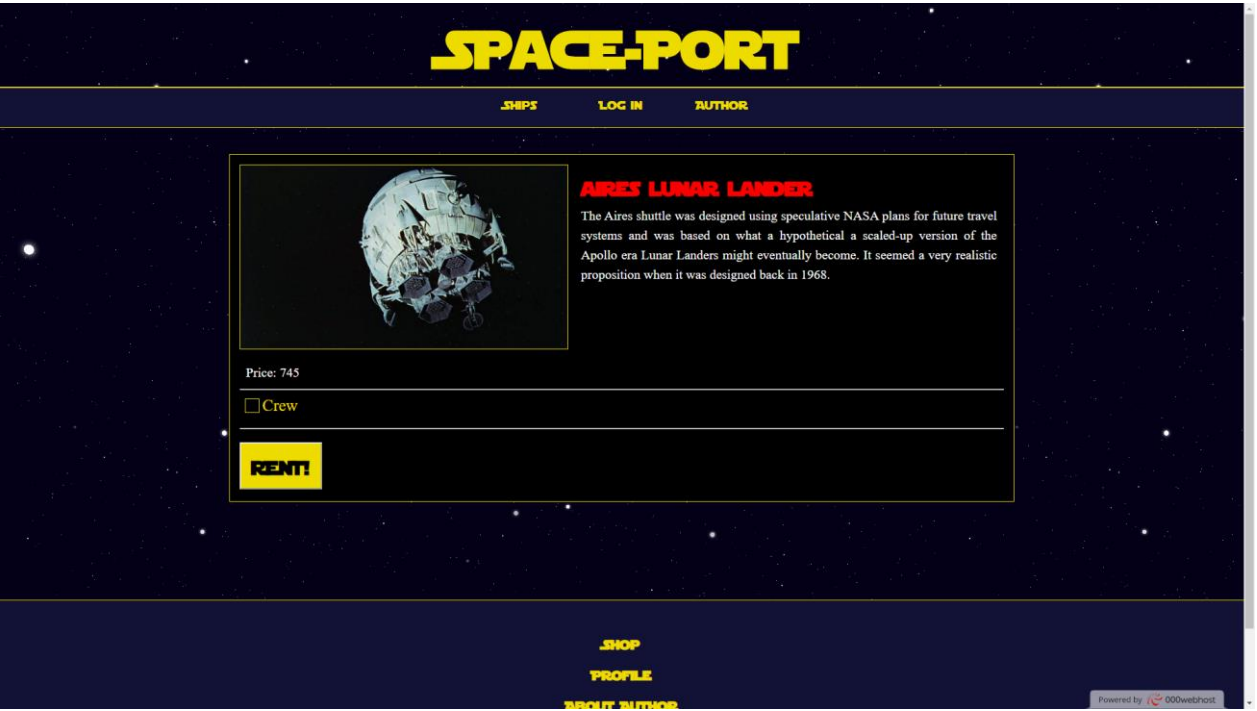 SPACE-PORT
SHIPS LOG IN AUTHOR
AIRES LUNAR LANDER
The Aires shuttle was designed using speculative NASA plans for future travel
systems and was based on what a hypothetical a scaled-up version of the
Apollo era Lunar Landers might eventually become. It seemed a very realistic
proposition when it was designed back in 1968.
Price: 745
Crew
RENT!
SHOP
PROFILE
ABOUT AUTHOR
Powered by 000webhost